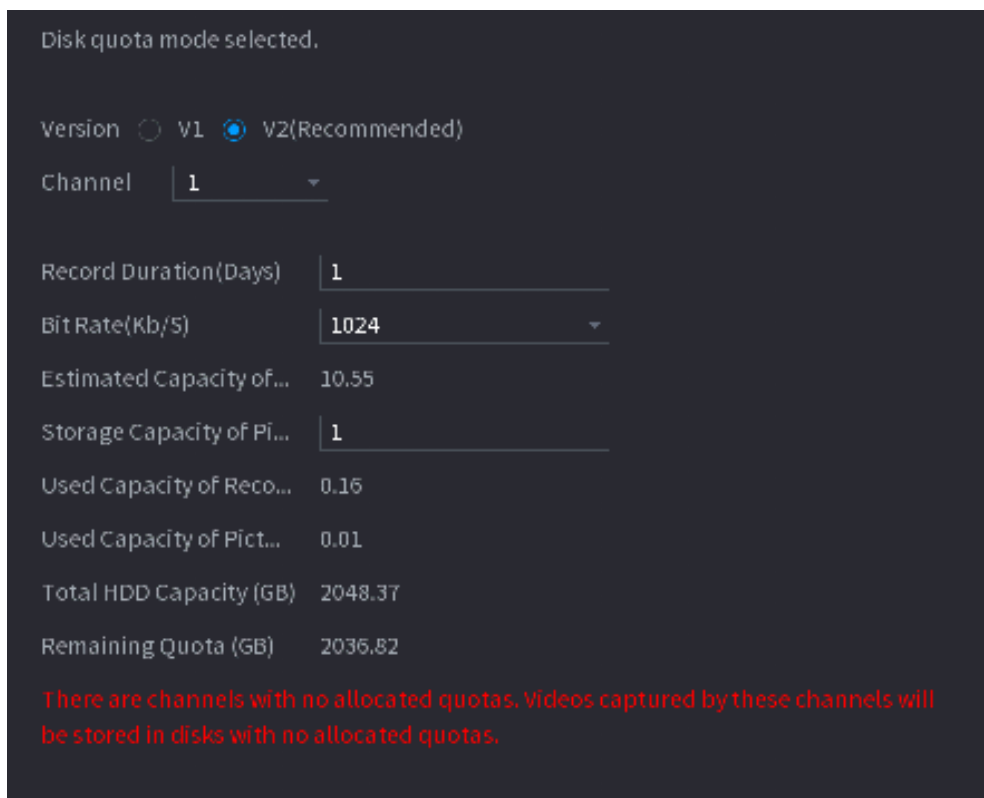 Disk quota mode selected.
Version V1 V2(Recommended)
Channel 1
Record Duration(Days) 1
Bit Rate(Kb/S) 1024
Estimated Capacity of... 10.55
Storage Capacity of Pi... 1
Used Capacity of Reco... 0.16
Used Capacity of Pict... 0.01
Total HDD Capacity (GB) 2048.37
Remaining Quota (GB) 2036.82
There are channels with no allocated quotas. Videos captured by these channels will
be stored in disks with no allocated quotas.